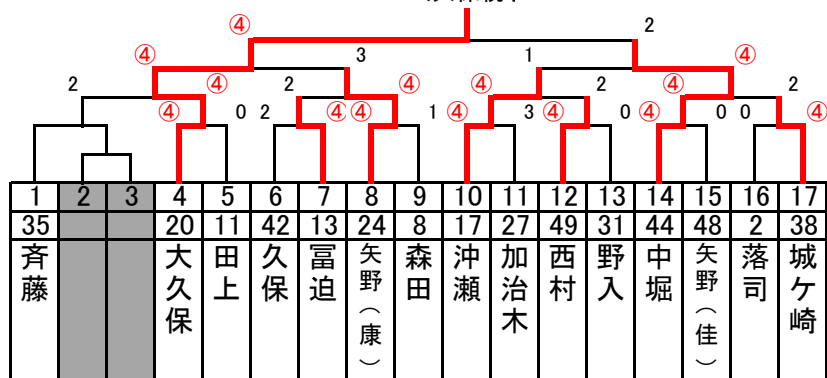 ④ 2
④ 3 1 ④
2 ④ 2 ④ ④ 2 ④ 2
④ 0 2 ④ ④ 1 ④ 3 ④ 0 ④ 0 0 ④
1 2 3 4 5 6 7 8 9 10 11 12 13 14 15 16 17
35 20 11 42 13 24 8 17 27 49 31 44 48 2 38
斉藤 大久保 田上 久保 冨迫 矢野(康) 森田 沖瀬 加治木 西村 野入 中堀 矢野(佳) 落司 城ケ崎